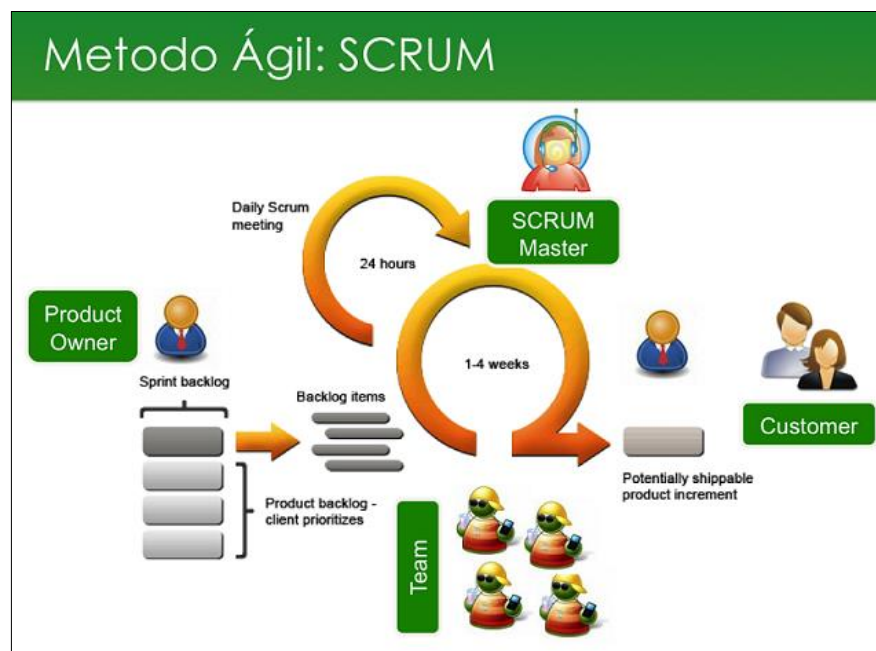 Metodo Ágil: SCRUM
Daily Scrum
meeting
24 hours
SCRUM
Master
Product
Owner
Sprint backlog
Backlog items
1-4 weeks
Customer
Product backlog -
client prioritizes
Potentially shippable
product increment
Team